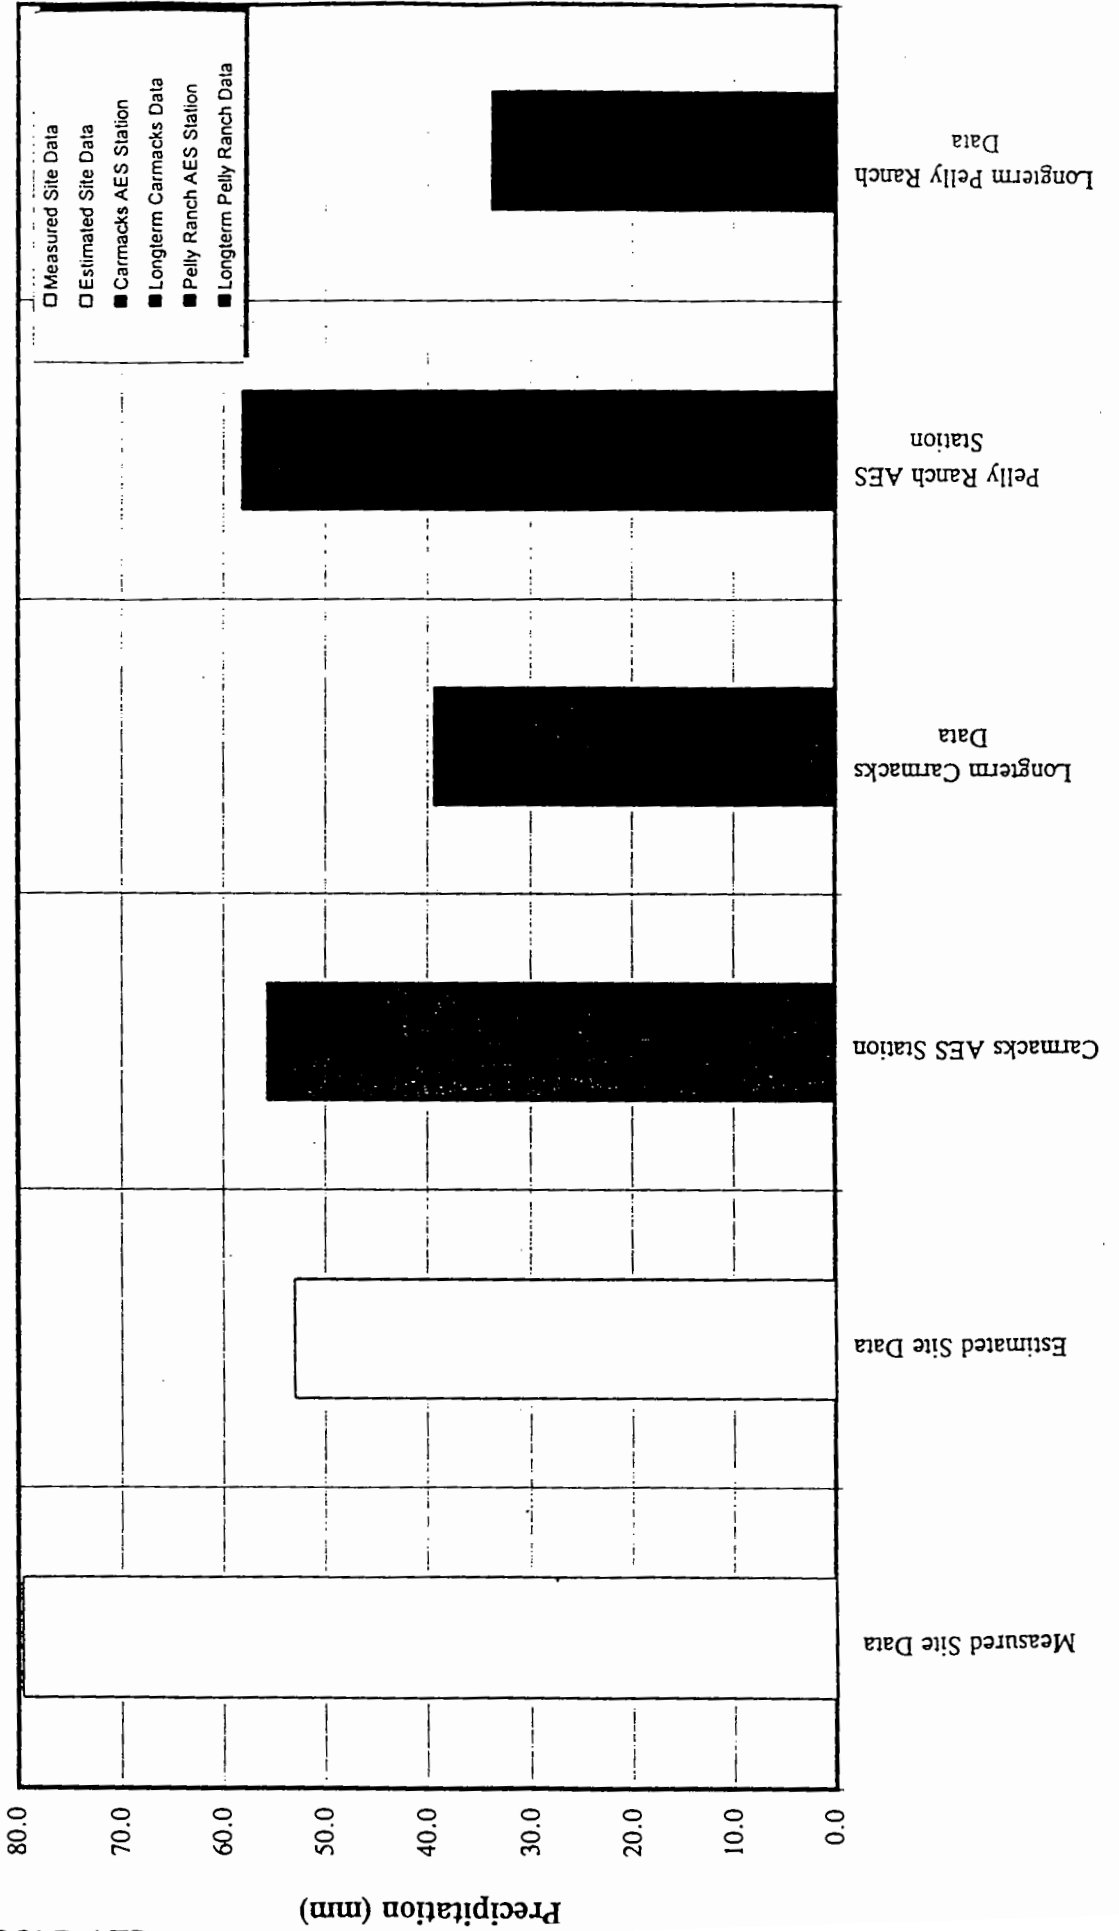 Precipitation (mm)
80.0
70.0
60.0
50.0
40.0
30.0
20.0
10.0
0.0
Measured Site Data
Estimated Site Data
Carmacks AES Station
Longterm Carmacks
Data
Pelly Ranch AES
Station
Longterm Pelly Ranch
Data
Measured Site Data
Estimated Site Data
Carmacks AES Station
Longterm Carmacks Data
Pelly Ranch AES Station
Longterm Pelly Ranch Data